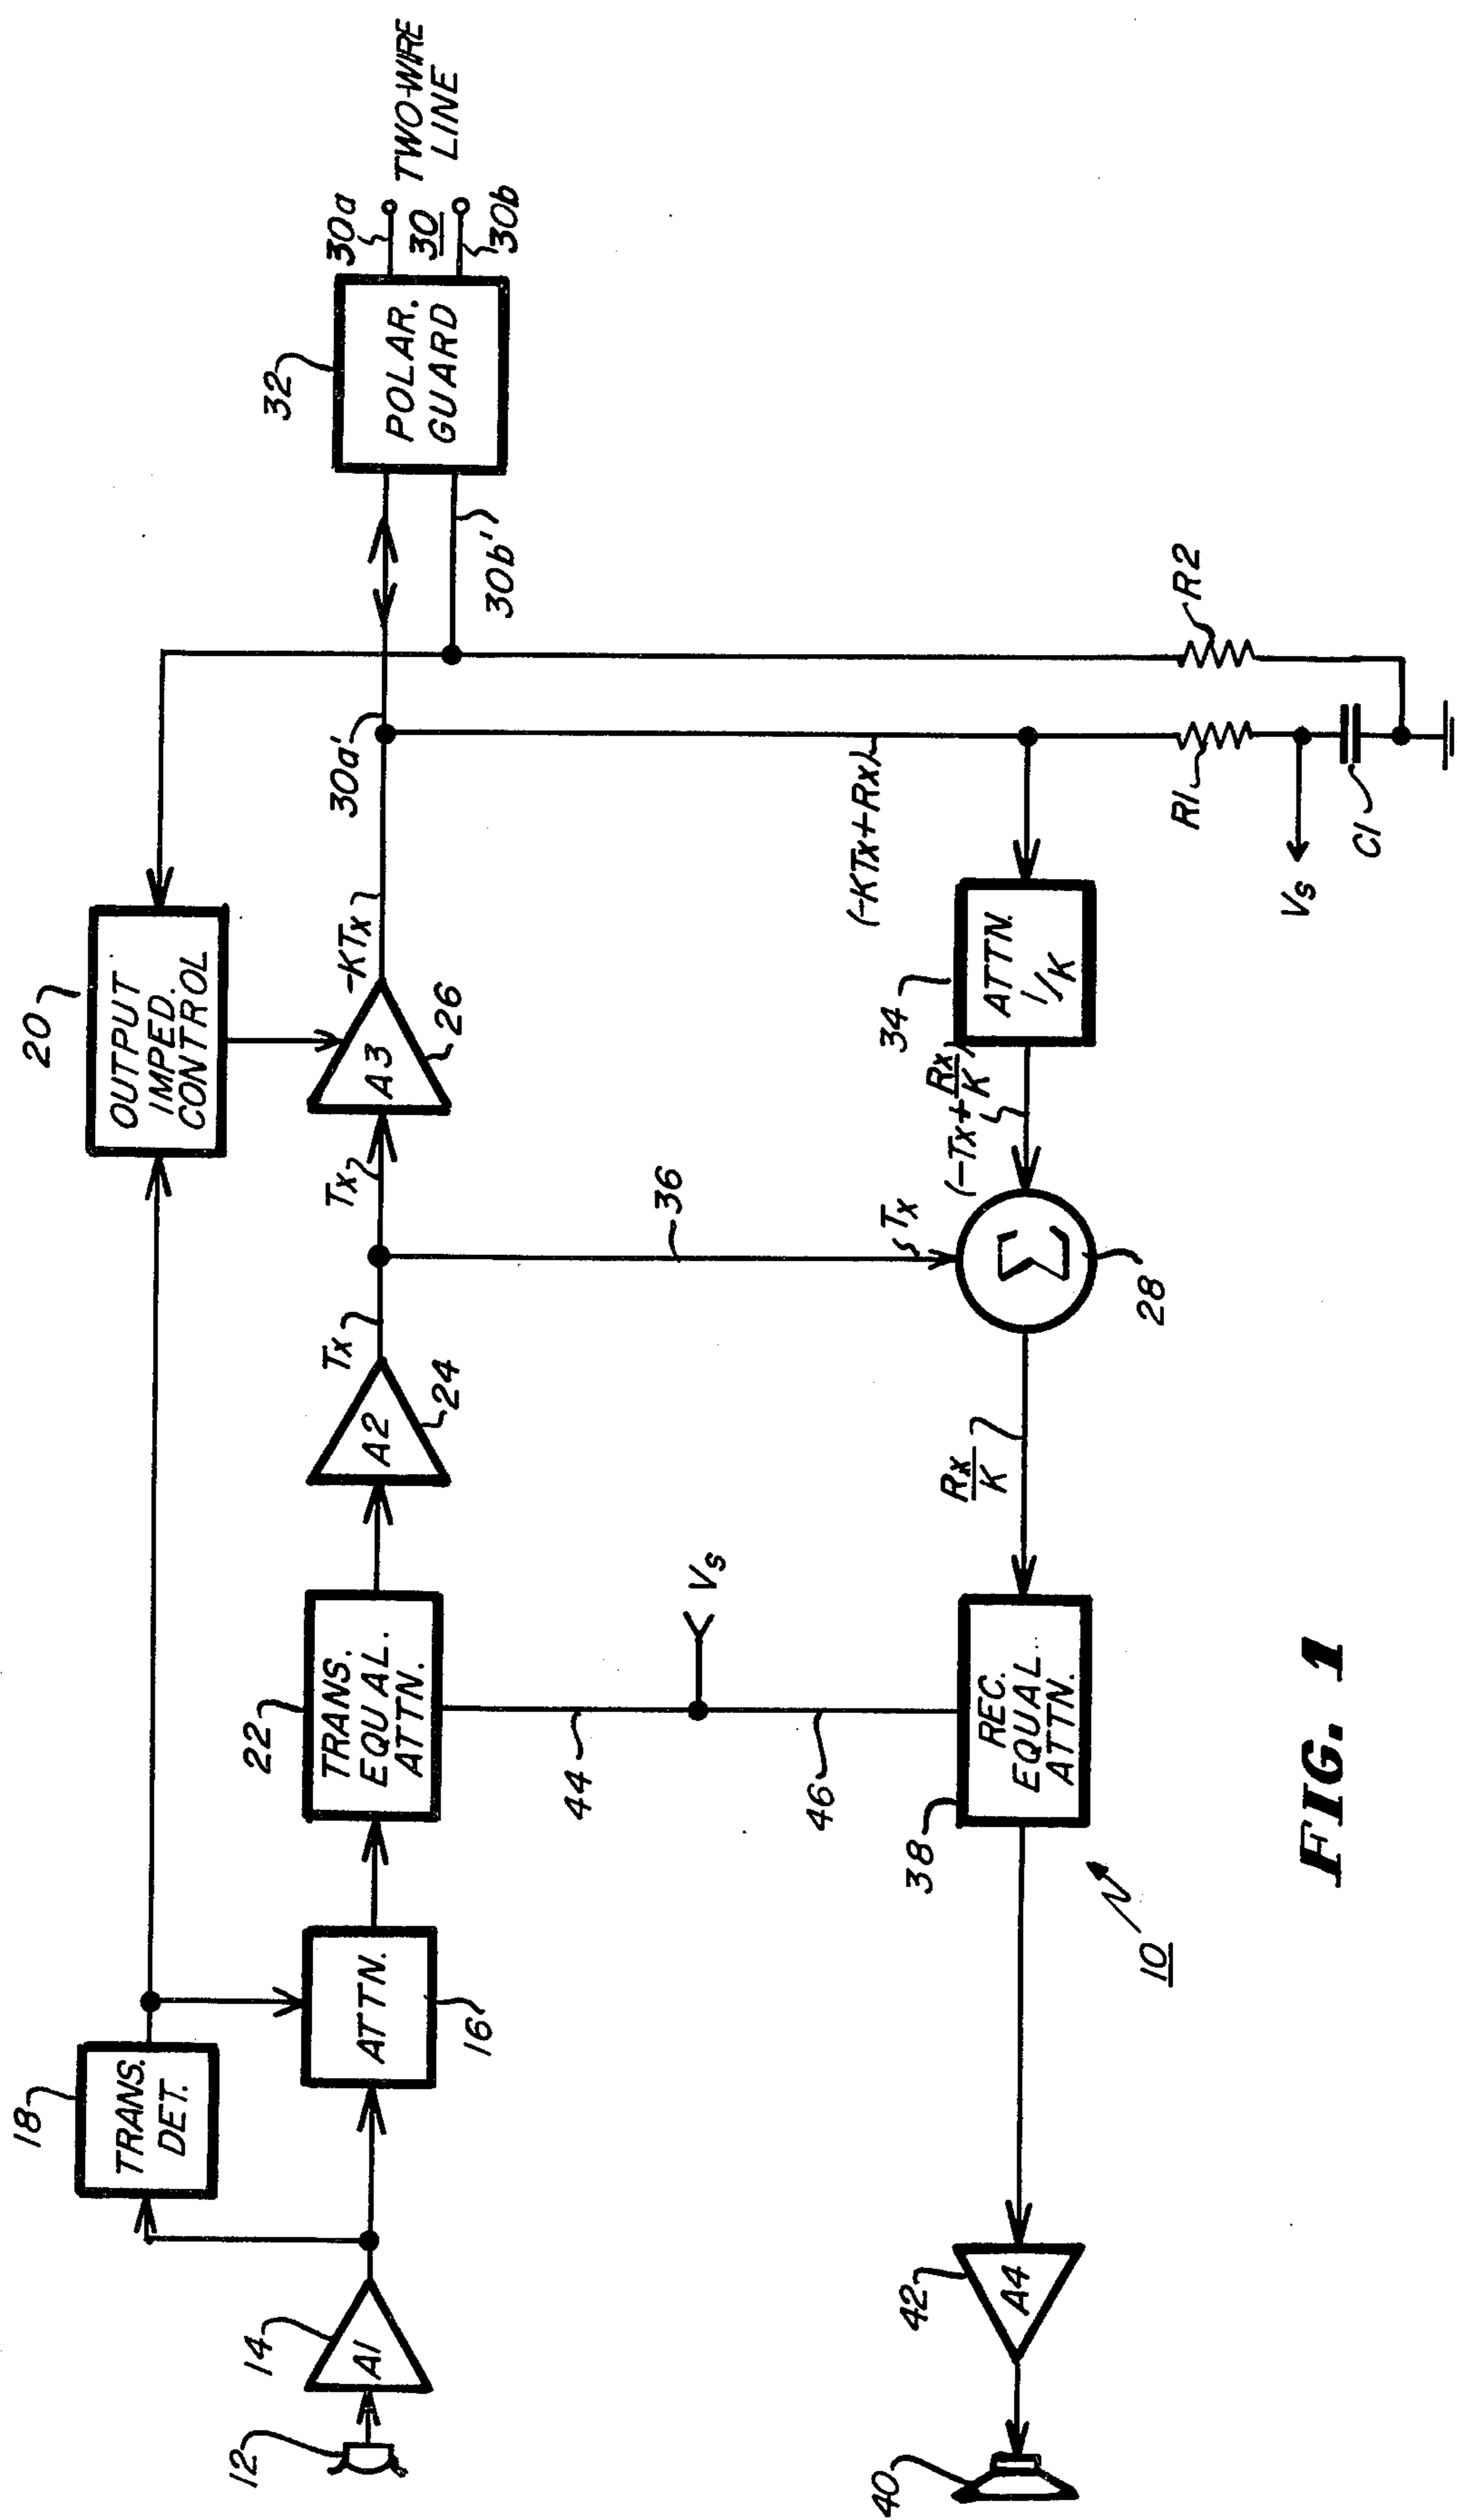 18
TRANS.
DET.
20
OUTPUT
IMPED.
CONTROL
12
14
A1
ATTN.
16
22
TRANS.
EQUAL.
ATTN.
A2
24
Tx
Tx
A3
26
-KTx
30a'
30b'
32
POLAR.
GUARD
30a
30
30b
TWO-WIRE
LINE
44
Vs
46
36
Tx
(-KTx+Rx)
40
42
A4
38
REC.
EQUAL.
ATTN.
Rx
K
Σ
28
(-Tx+Rx/K)
34
ATTN.
1/K
R1
R2
Vs
C1
10
FIG. 1